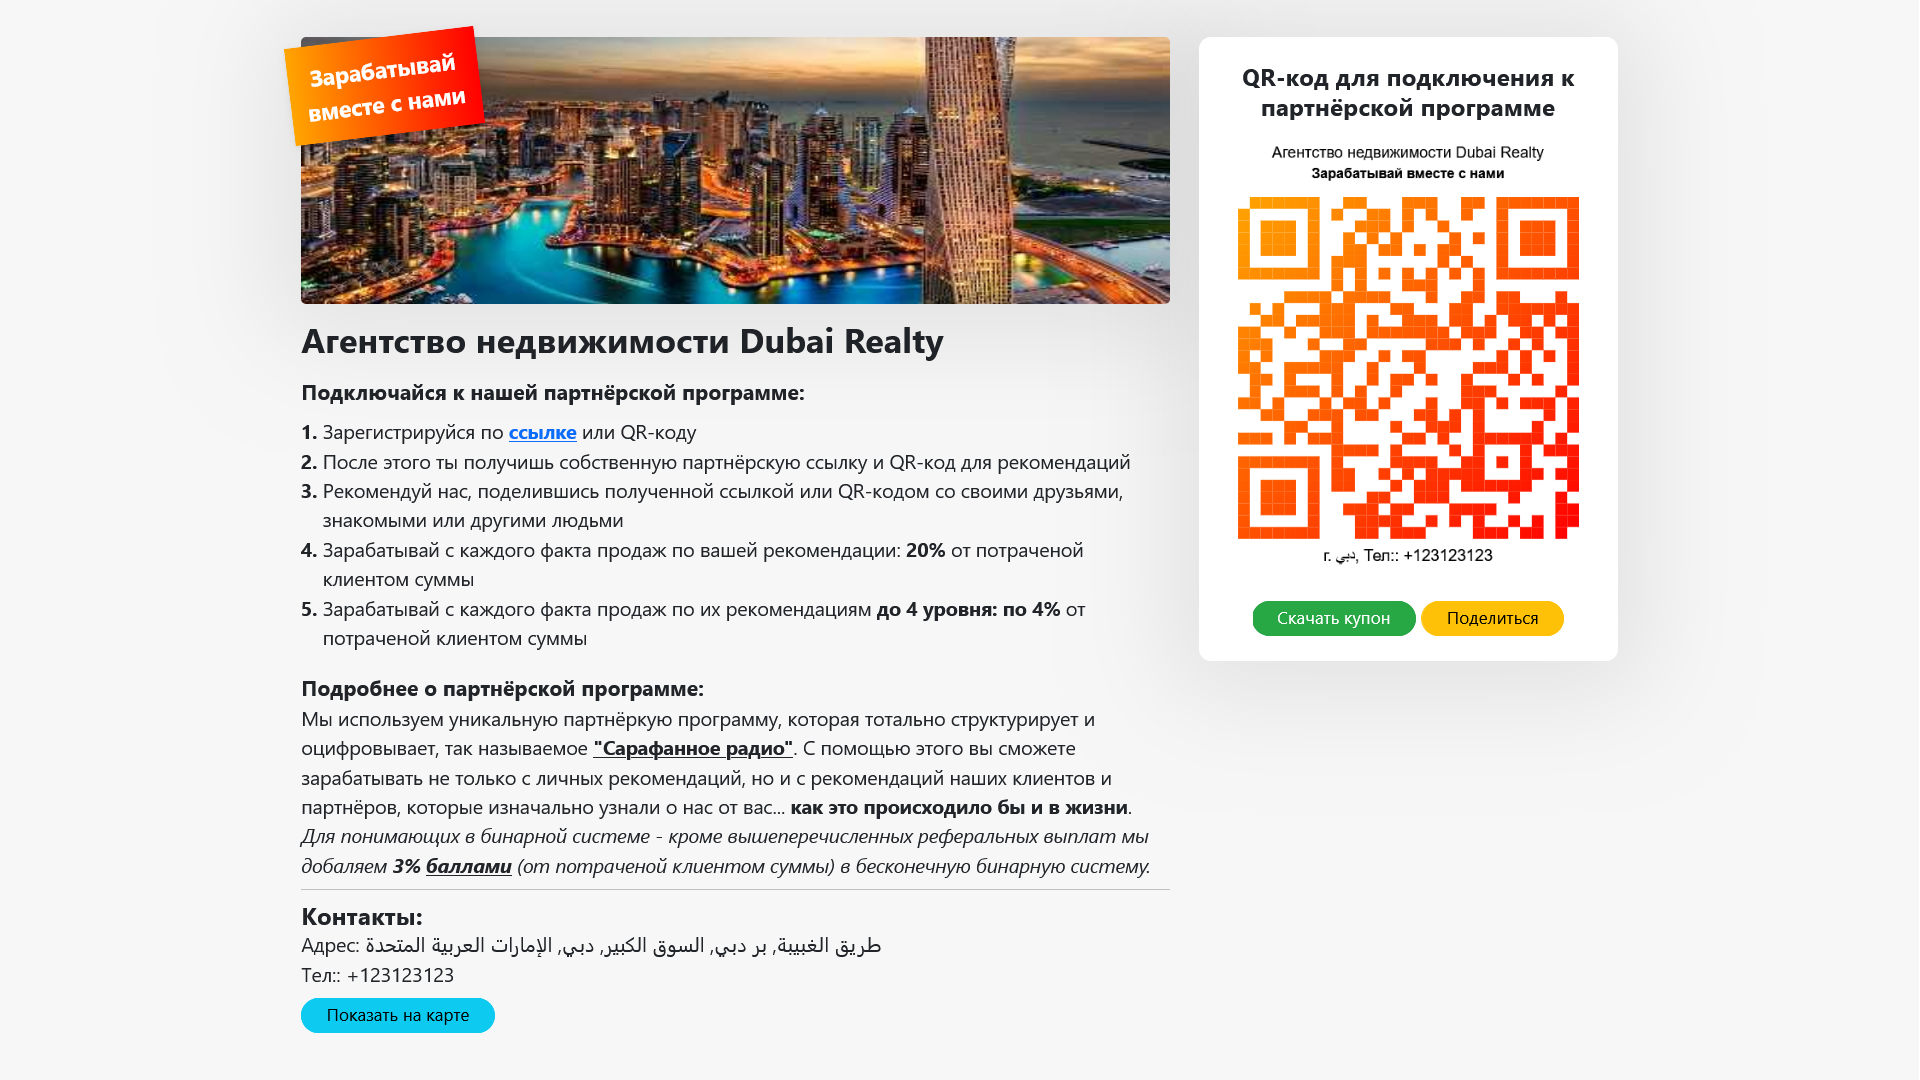 Зарабатывай
вместе с нами
Агентство недвижимости Dubai Realty
Подключайся к нашей партнёрской программе:
1. Зарегистрируйся по ссылке или QR-коду
2. После этого ты получишь собственную партнёрскую ссылку и QR-код для рекомендаций
3. Рекомендуй нас, поделившись полученной ссылкой или QR-кодом со своими друзьями,
знакомыми или другими людьми
4. Зарабатывай с каждого факта продаж по вашей рекомендации: 20% от потраченой
клиентом суммы
5. Зарабатывай с каждого факта продаж по их рекомендациям до 4 уровня: по 4% от
потраченой клиентом суммы
Подробнее о партнёрской программе:
Мы используем уникальную партнёркую программу, которая тотально структурирует и
оцифровывает, так называемое "Сарафанное радио". С помощью этого вы сможете
зарабатывать не только с личных рекомендаций, но и с рекомендаций наших клиентов и
партнёров, которые изначально узнали о нас от вас... как это происходило бы и в жизни.
Для понимающих в бинарной системе - кроме вышеперечисленных реферальных выплат мы
добаляем 3% баллами (от потраченой клиентом суммы) в бесконечную бинарную систему.
Контакты:
Адрес: طريق الغبيبة, بر دبي, السوق الكبير, دبي, الإمارات العربية المتحدة
Тел:: +123123123
Показать на карте
QR-код для подключения к
партнёрской программе
Агентство недвижимости Dubai Realty
Зарабатывай вместе с нами
г. دبي, Тел:: +123123123
Скачать купон
Поделиться